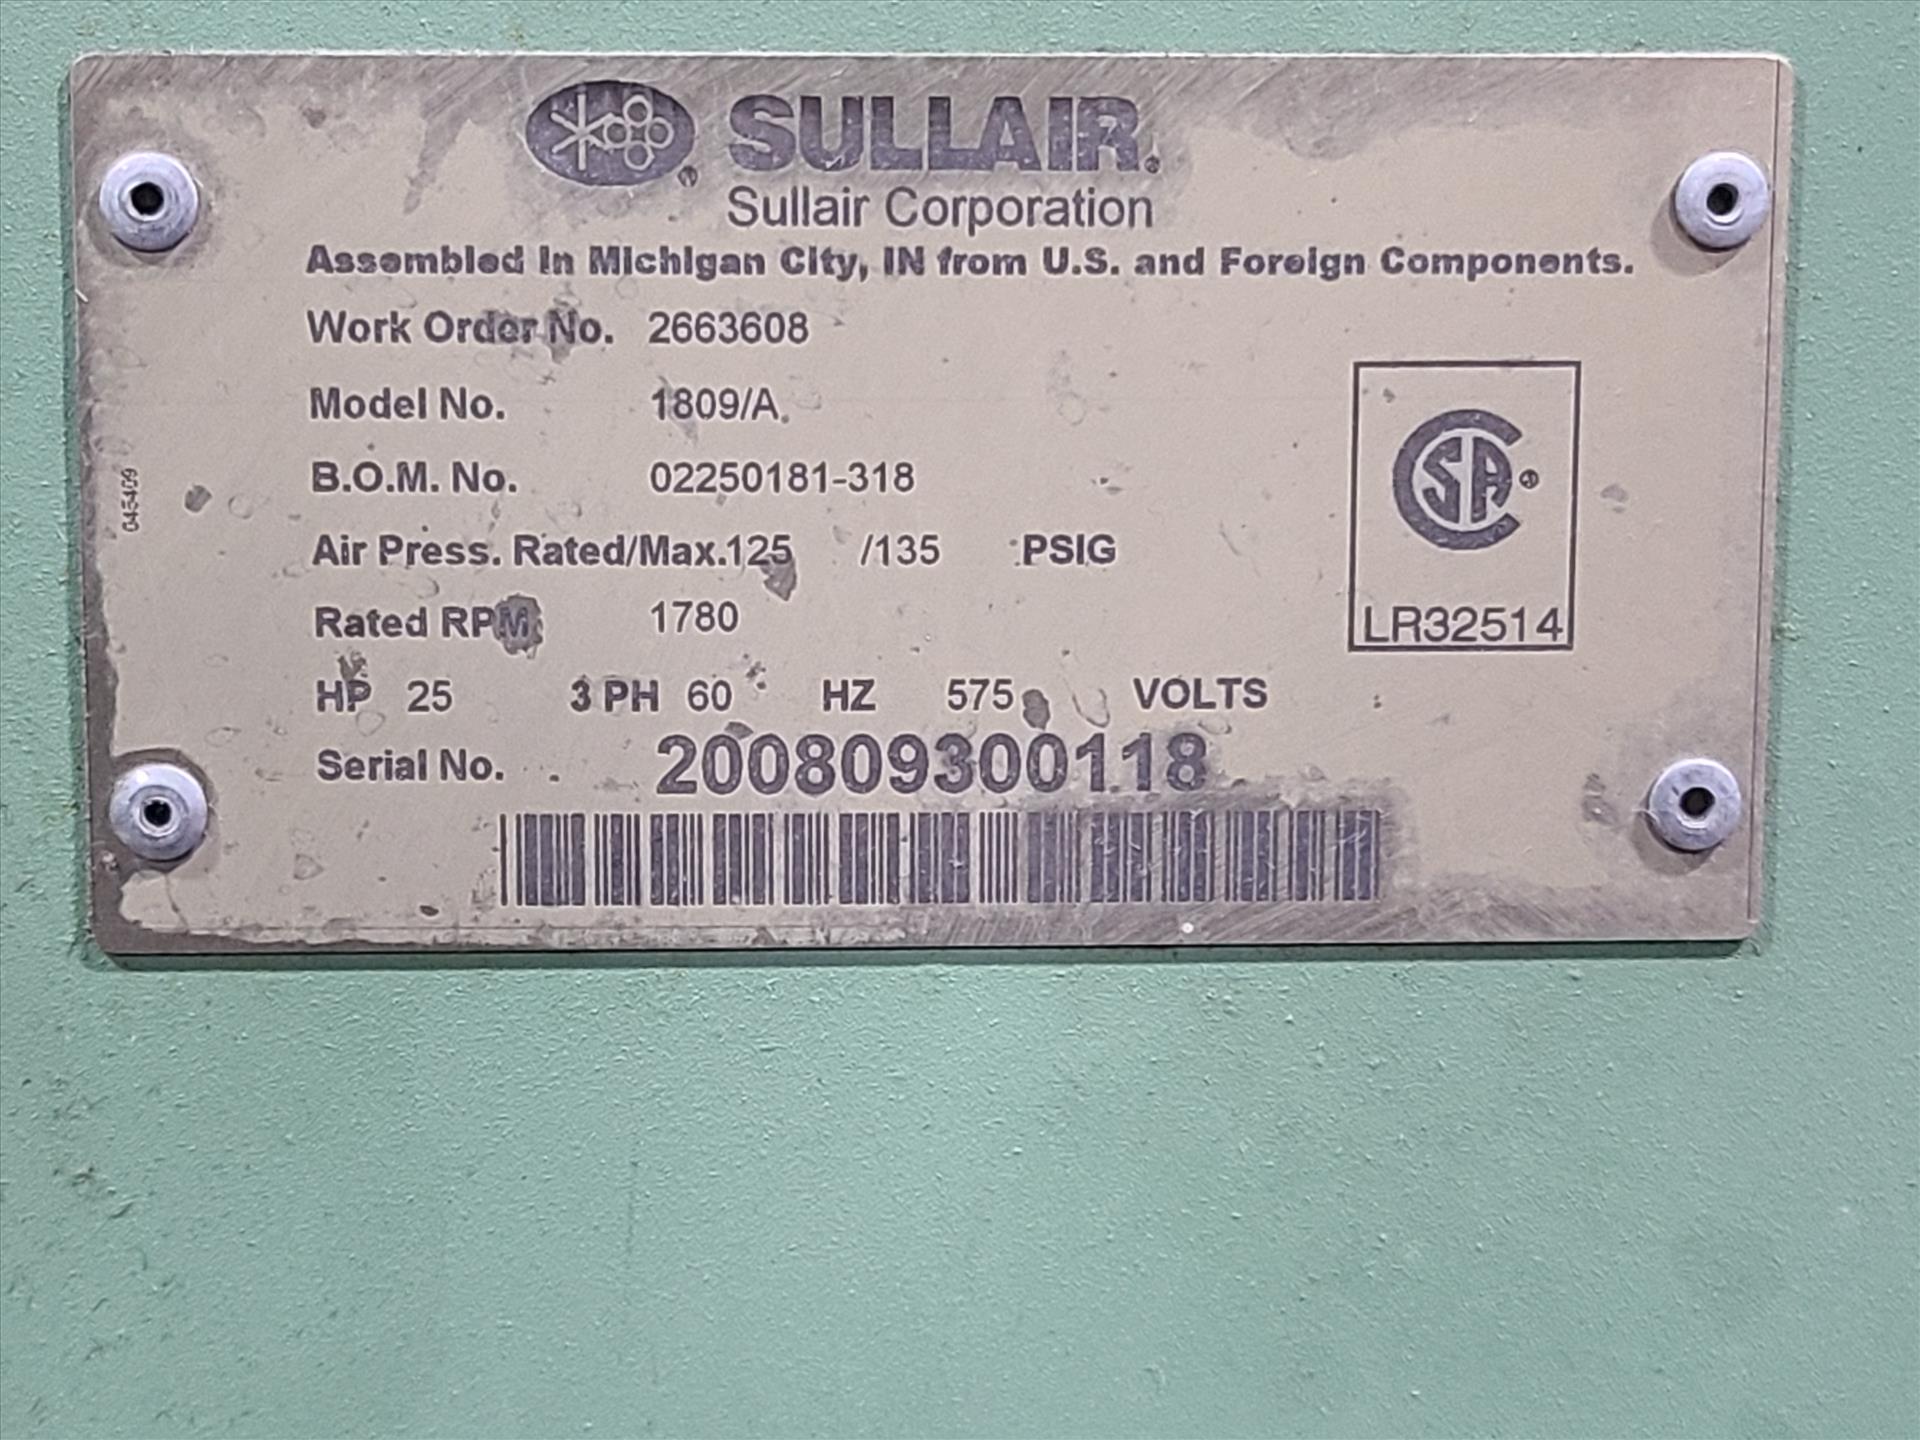 SULLAIR®
Sullair Corporation
Assembled In Michigan City, IN from U.S. and Foreign Components.
Work Order No. 2663608
Model No. 1809/A
B.O.M. No. 02250181-318
Air Press. Rated/Max. 125 /135 PSIG
Rated RPM 1780
HP 25 3 PH 60 HZ 575 VOLTS
Serial No. 200809300118
CSA®
LR32514